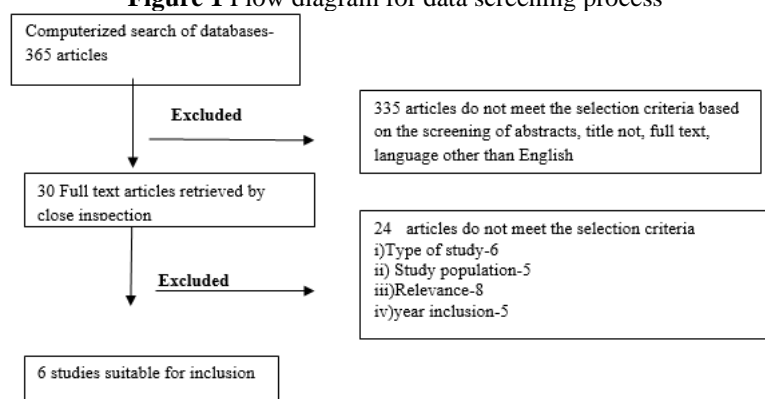 Figure 1 Flow diagram for data screening process
Computerized search of databases-
365 articles
Excluded
335 articles do not meet the selection criteria based
on the screening of abstracts, title not, full text,
language other than English
30 Full text articles retrieved by
close inspection
24 articles do not meet the selection criteria
i)Type of study-6
ii) Study population-5
iii)Relevance-8
iv)year inclusion-5
Excluded
6 studies suitable for inclusion